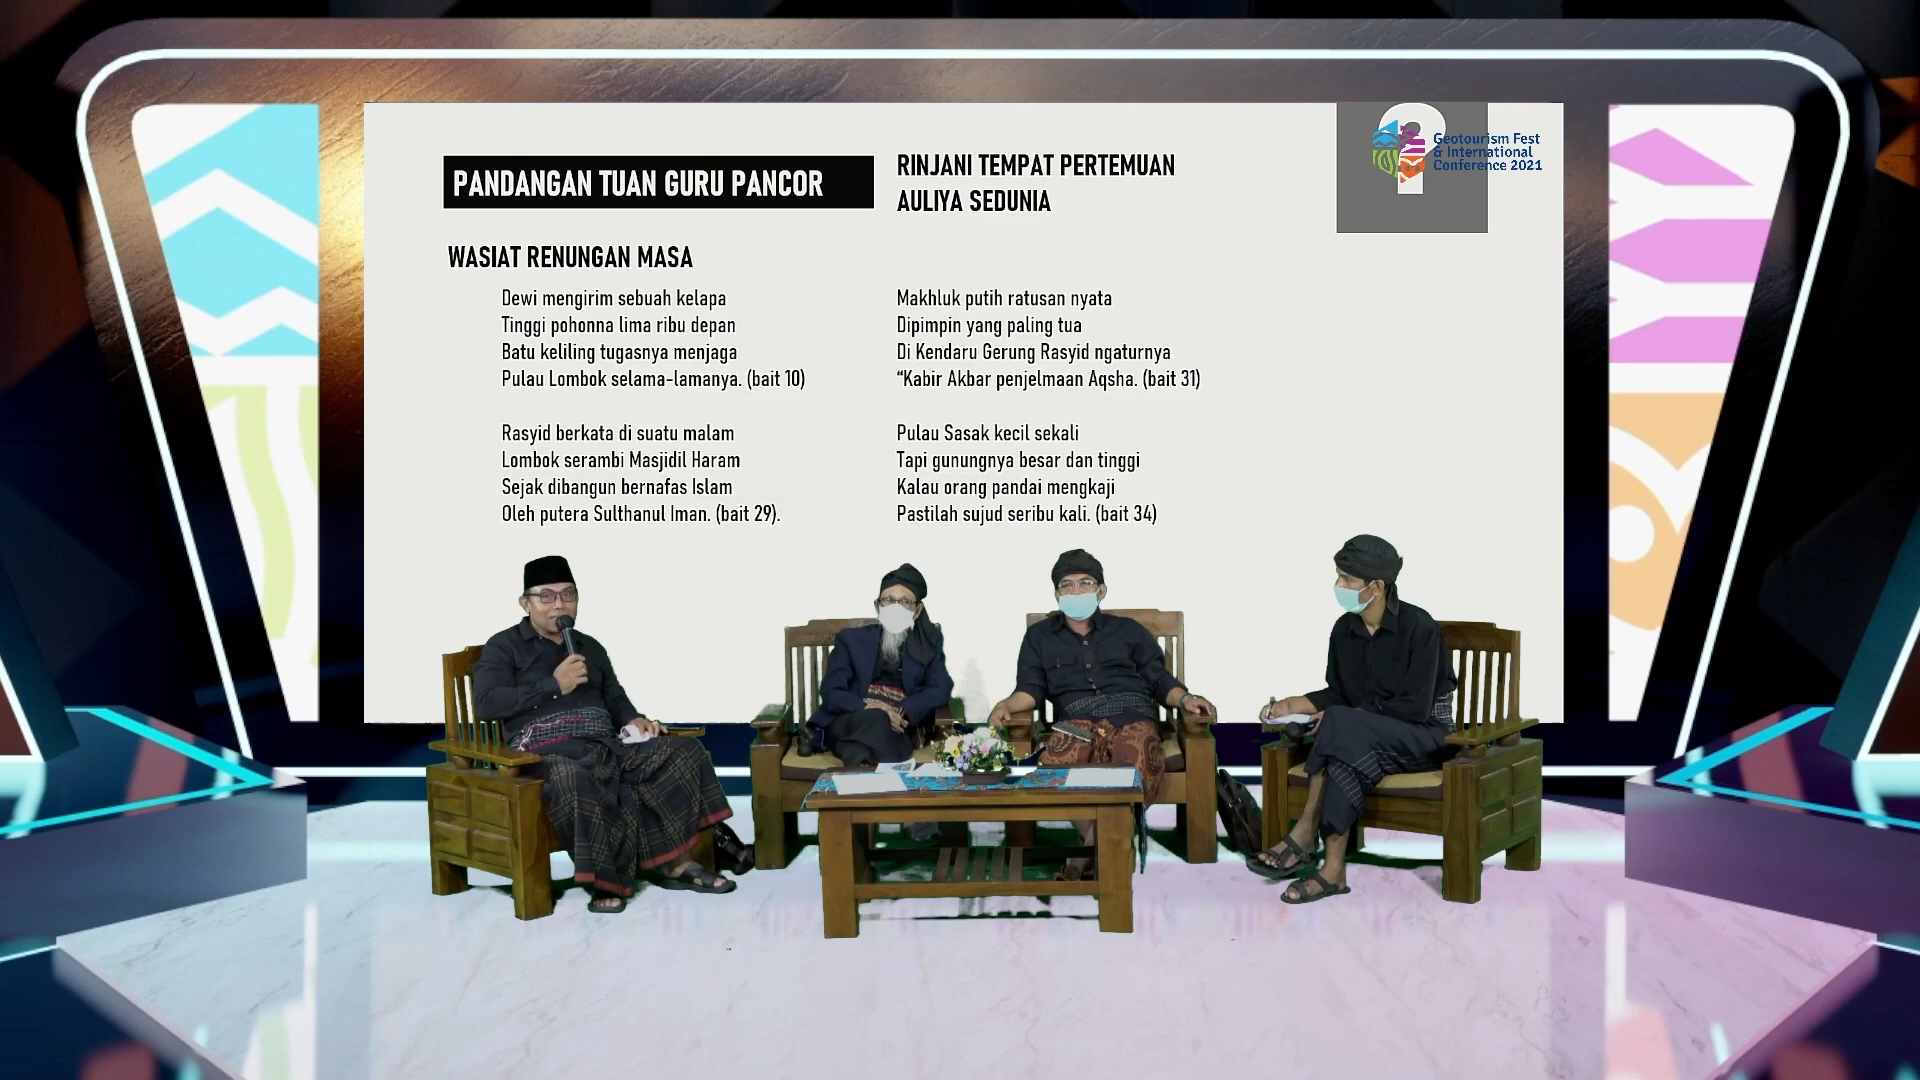 PANDANGAN TUAN GURU PANCOR
WASIAT RENUNGAN MASA
Dewi mengirim sebuah kelapa
Tinggi pohonna lima ribu depan
Batu keliling tugasnya menjaga
Pulau Lombok selama-lamanya. (bait 10)
Rasyid berkata di suatu malam
Lombok serambi Masjidil Haram
Sejak dibangun bernafas Islam
Oleh putera Sulthanul Iman. (bait 29).
RINJANI TEMPAT PERTEMUAN
AULIYA SEDUNIA
Makhluk putih ratusan nyata
Dipimpin yang paling tua
Di Kendaru Gerung Rasyid ngaturnya
“Kabir Akbar penjelmaan Aqsha. (bait 31)
Pulau Sasak kecil sekali
Tapi gunungnya besar dan tinggi
Kalau orang pandai mengkaji
Pastilah sujud seribu kali. (bait 34)
Geotourism Fest
& International
Conference 2021